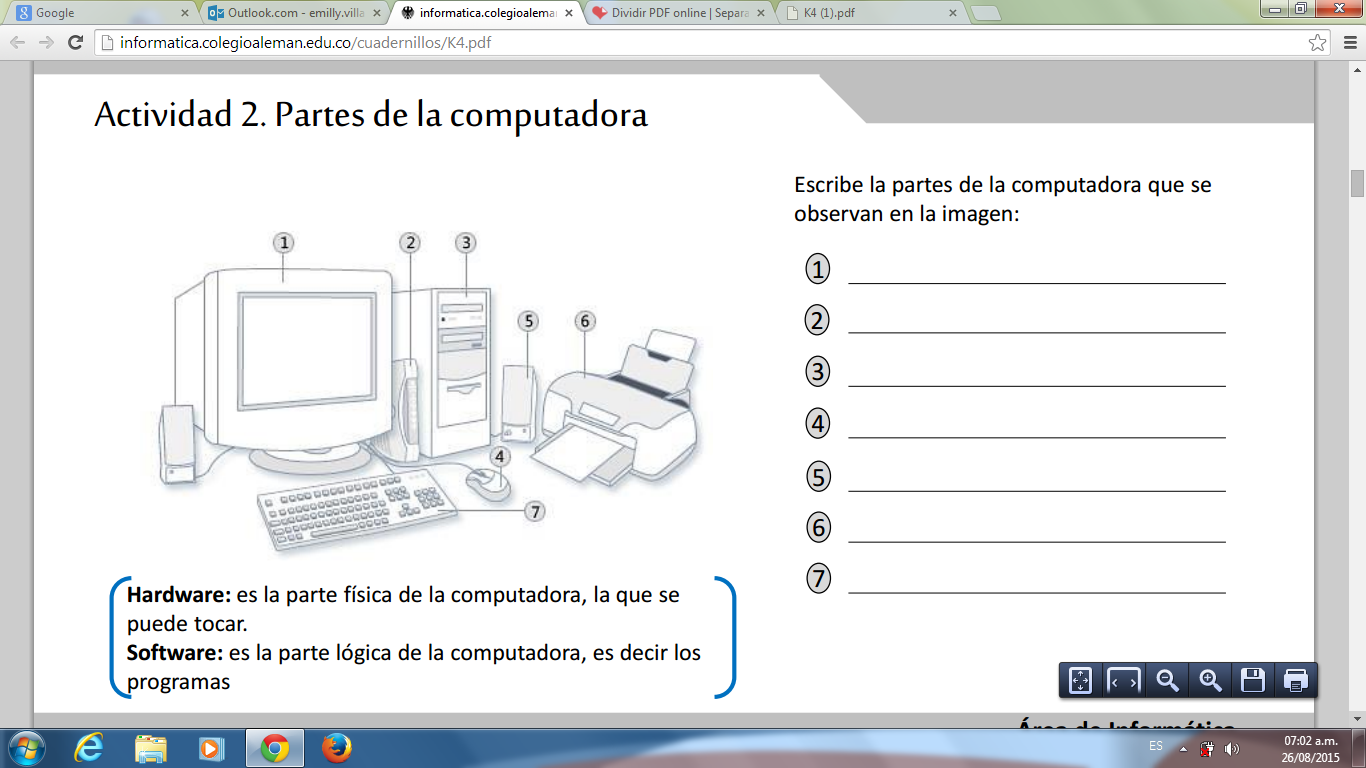 Google
Outlook.com - emilly.villa
informatica.colegioaleman
Dividir PDF online | Separa
K4 (1).pdf
informatica.colegioaleman.edu.co/cuadernillos/K4.pdf
Actividad 2. Partes de la computadora
Escribe la partes de la computadora que se
observan en la imagen:
1
2
3
5
6
4
7
1
2
3
4
5
6
7
Hardware: es la parte física de la computadora, la que se
puede tocar.
Software: es la parte lógica de la computadora, es decir los
programas
Área de Informática
ES
07:02 a.m.
26/08/2015